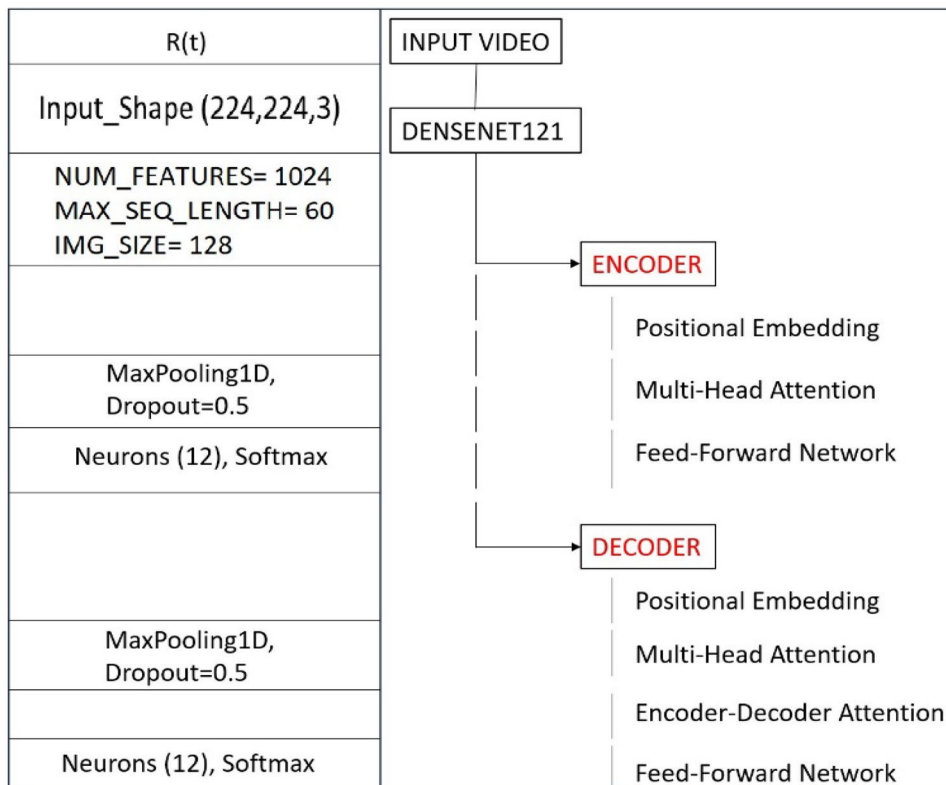 R(t)
INPUT VIDEO
Input_Shape (224,224,3)
DENSENET121
NUM_FEATURES= 1024
MAX_SEQ_LENGTH= 60
IMG_SIZE= 128
ENCODER
Positional Embedding
MaxPooling1D,
Dropout=0.5
Multi-Head Attention
Neurons (12), Softmax
Feed-Forward Network
DECODER
Positional Embedding
MaxPooling1D,
Dropout=0.5
Multi-Head Attention
Encoder-Decoder Attention
Neurons (12), Softmax
Feed-Forward Network